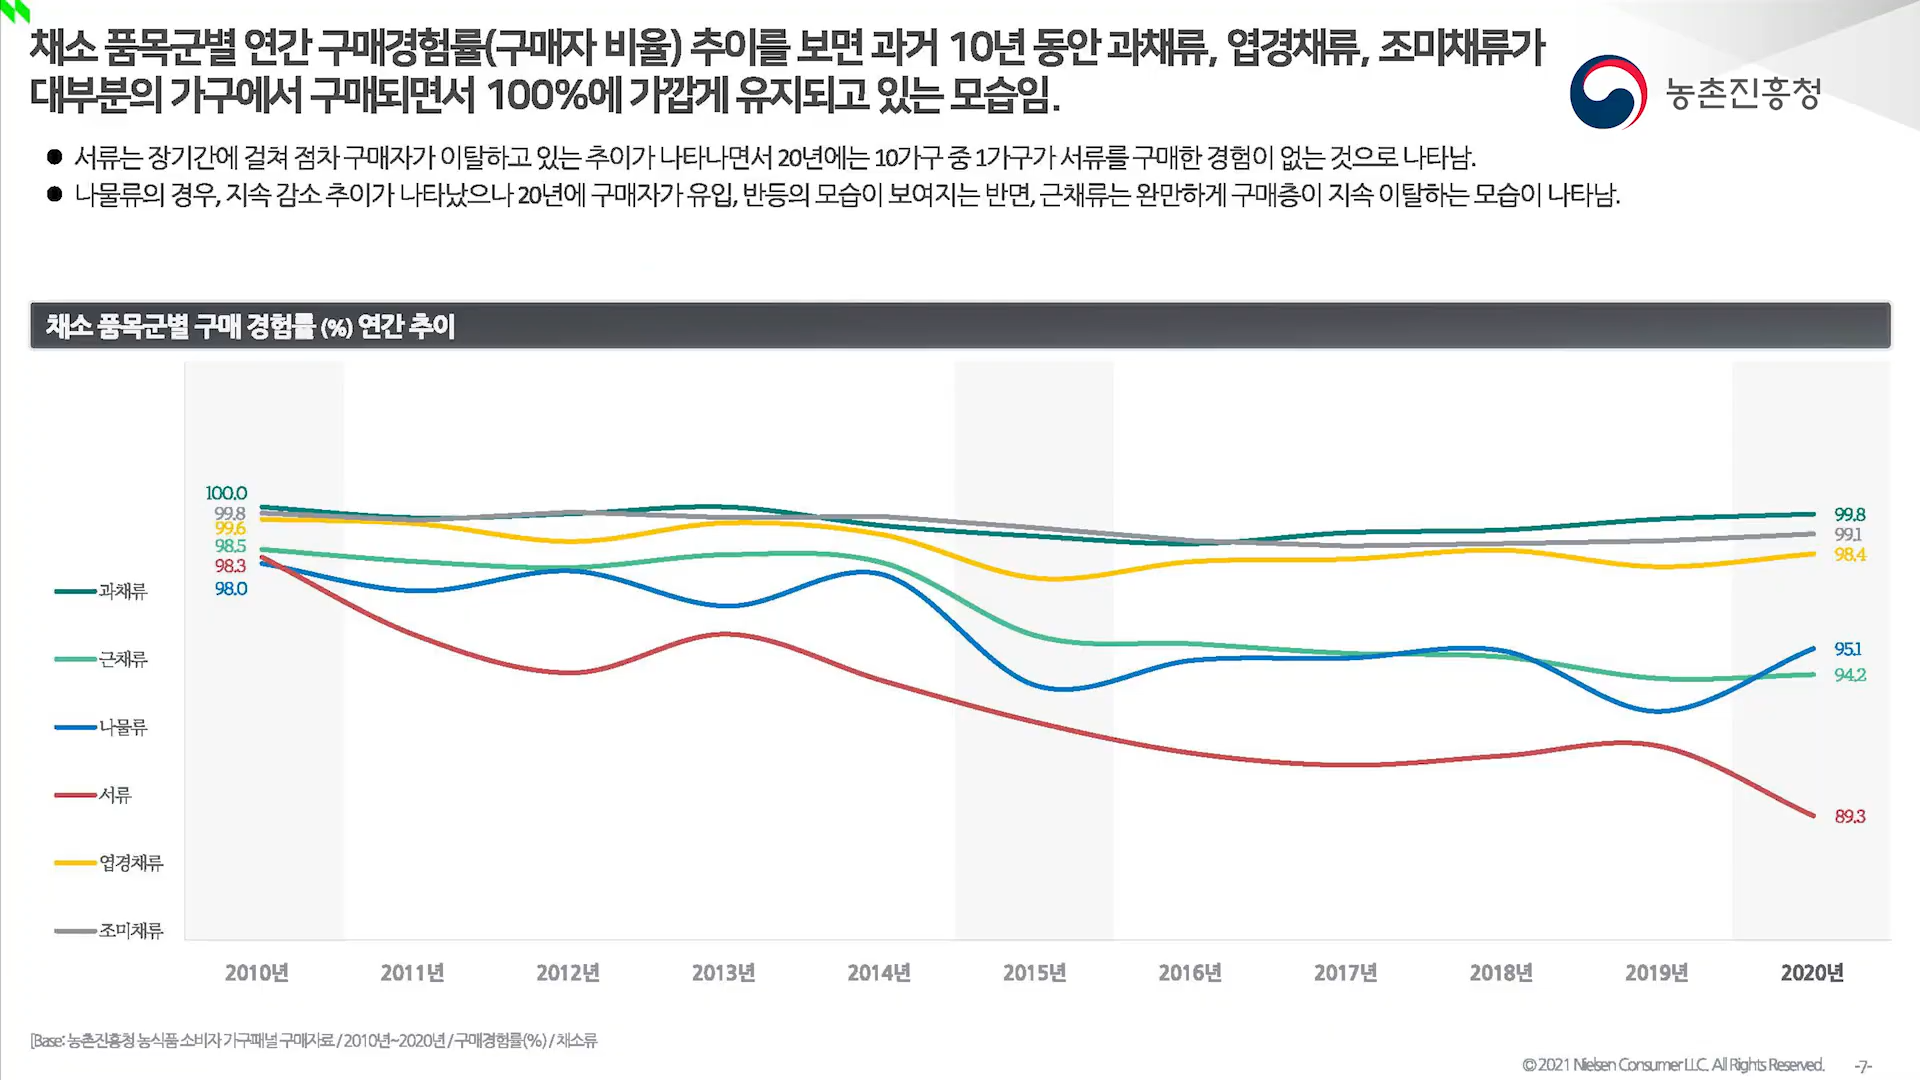 채소 품목군별 연간 구매경험률(구매자 비율) 추이를 보면 과거 10년 동안 과채류, 엽경채류, 조미채류가
대부분의 가구에서 구매되면서 100%에 가깝게 유지되고 있는 모습임.
농촌진흥청
● 서류는 장기간에 걸쳐 점차 구매자가 이탈하고 있는 추이가 나타나면서 20년에는 10가구 중 1가구가 서류를 구매한 경험이 없는 것으로 나타남.
● 나물류의 경우, 지속 감소 추이가 나타났으나 20년에 구매자가 유입, 반등의 모습이 보여지는 반면, 근채류는 완만하게 구매층이 지속 이탈하는 모습이 나타남.
채소 품목군별 구매 경험률 (%) 연간 추이
100.0
99.8
99.6
98.5
98.3
98.0
99.8
99.1
98.4
95.1
94.2
89.3
과채류
근채류
나물류
서류
엽경채류
조미채류
2010년 2011년 2012년 2013년 2014년 2015년 2016년 2017년 2018년 2019년 2020년
[Base: 농촌진흥청 농식품 소비자 가구패널 구매자료 / 2010년~2020년 / 구매경험률(%) / 채소류
© 2021 Nielsen Consumer LLC. All Rights Reserved. -7-